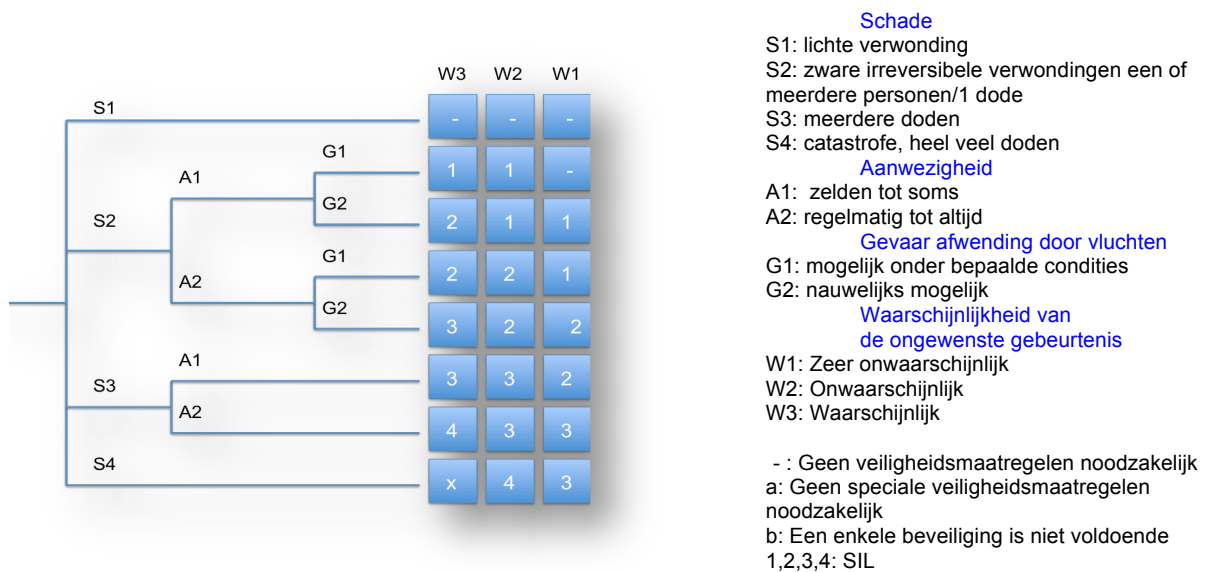 W3 W2 W1
S1
- - -
G1
1 1 -
A1
G2
S2
2 1 1
G1
2 2 1
A2
G2
3 2 2
A1
3 3 2
S3
A2
4 3 3
S4
x 4 3
Schade
S1: lichte verwonding
S2: zware irreversibele verwondingen een of
meerdere personen/1 dode
S3: meerdere doden
S4: catastrofe, heel veel doden
Aanwezigheid
A1: zelden tot soms
A2: regelmatig tot altijd
Gevaar afwending door vluchten
G1: mogelijk onder bepaalde condities
G2: nauwelijks mogelijk
Waarschijnlijkheid van
de ongewenste gebeurtenis
W1: Zeer onwaarschijnlijk
W2: Onwaarschijnlijk
W3: Waarschijnlijk
- : Geen veiligheidsmaatregelen noodzakelijk
a: Geen speciale veiligheidsmaatregelen
noodzakelijk
b: Een enkele beveiliging is niet voldoende
1,2,3,4: SIL